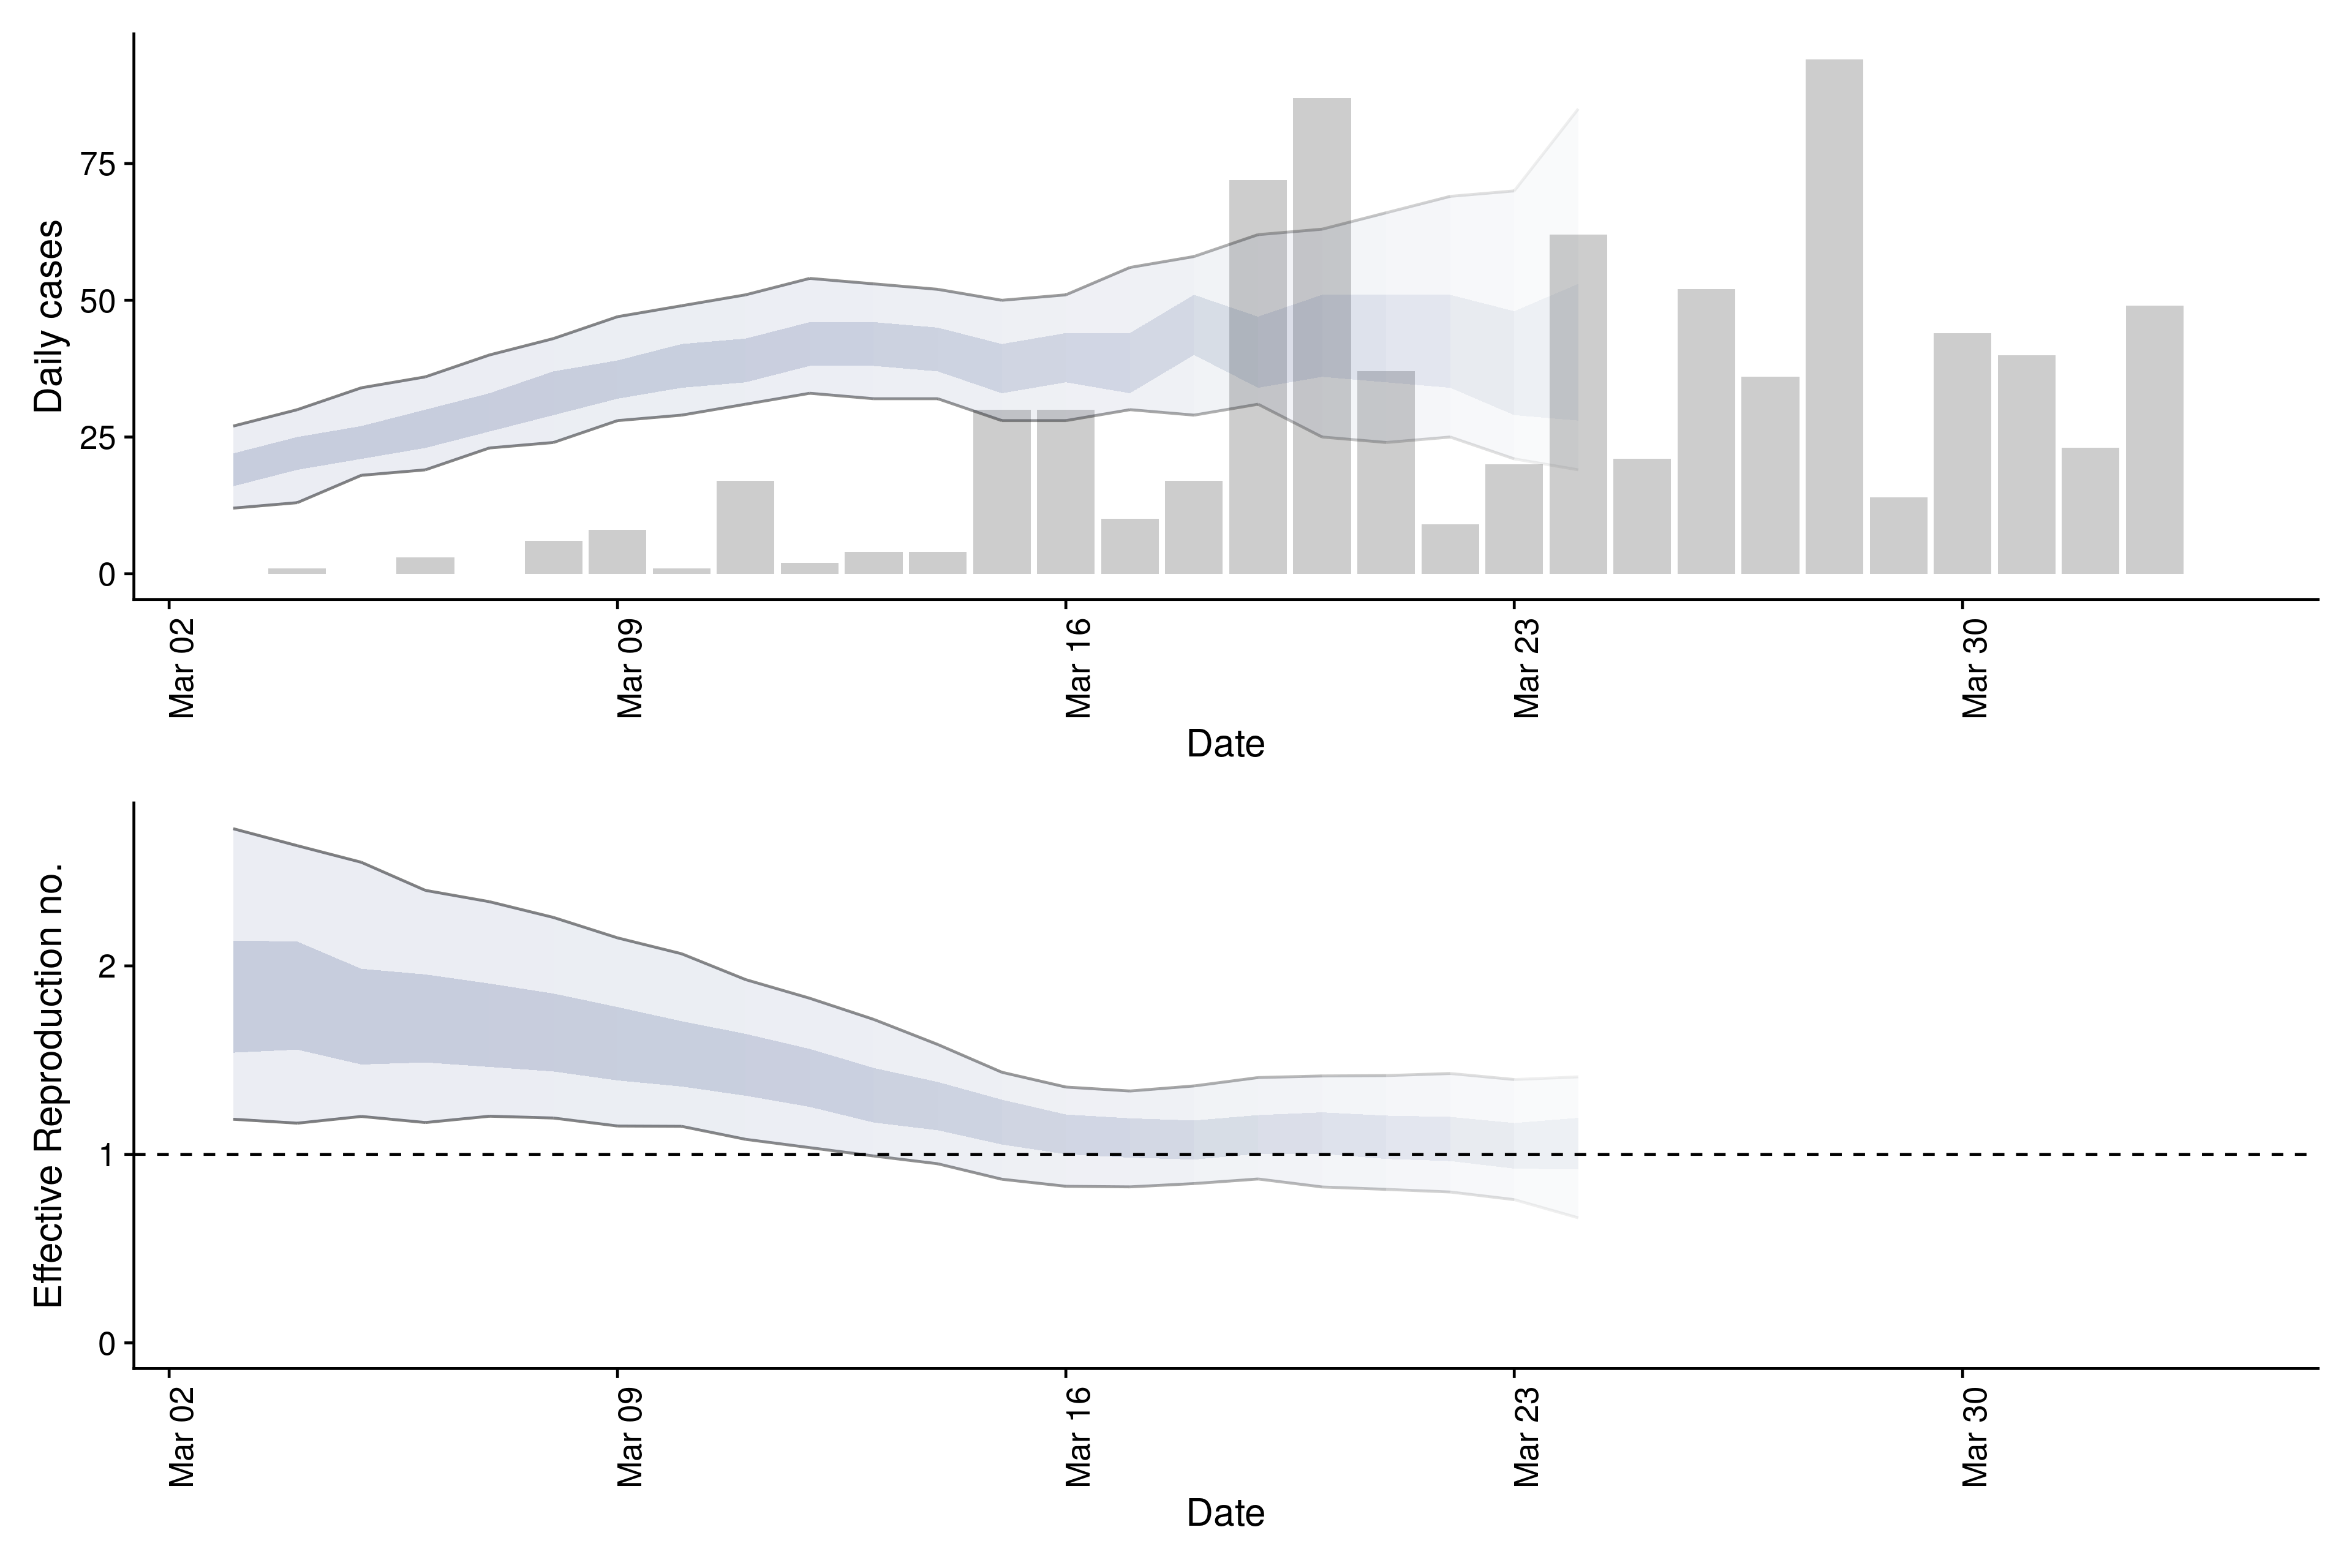 Daily cases
75
50
25
0
Mar 02
Mar 09
Mar 16
Mar 23
Mar 30
Date
Effective Reproduction no.
2
1
0
Mar 02
Mar 09
Mar 16
Mar 23
Mar 30
Date